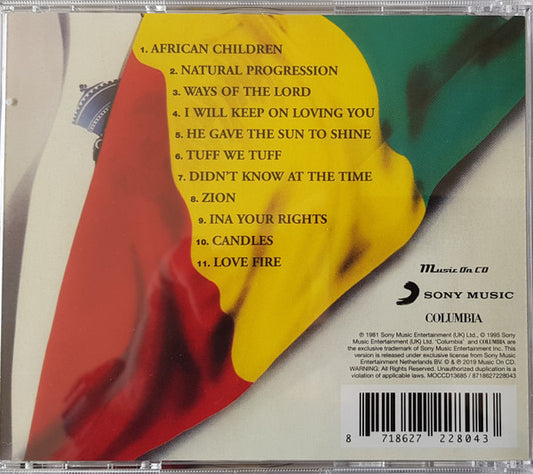 1. AFRICAN CHILDREN
2. NATURAL PROGRESSION
3. WAYS OF THE LORD
4. I WILL KEEP ON LOVING YOU
5. HE GAVE THE SUN TO SHINE
6. TUFF WE TUFF
7. DIDN'T KNOW AT THE TIME
8. ZION
9. INA YOUR RIGHTS
10. CANDLES
11. LOVE FIRE
Music On CD
SONY MUSIC
COLUMBIA
℗ 1981 Sony Music Entertainment (UK) Ltd., © 1995 Sony
Music Entertainment (UK) Ltd. "Columbia" and COLUMBIA are
the exclusive trademark of Sony Music Entertainment Inc. This
version is released under exclusive license from Sony Music
Entertainment Netherlands BV. © & ℗ 2019 Music On CD.
WARNING: All Rights Reserved. Unauthorized duplication is a
violation of applicable laws. MOCCD13685 / 8718627228043
8 718627 228043